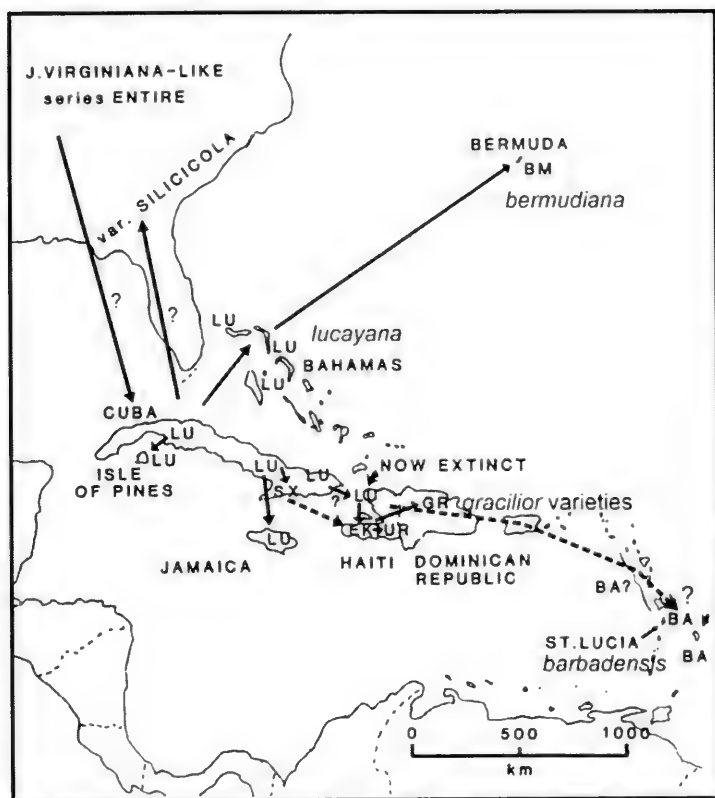 J.VIRGINIANA-LIKE
series ENTIRE
var. SILICICOLA
BERMUDA
BM
bermudiana
?
?
LU
lucayana
LU
BAHAMAS
LU
CUBA
LU
LU
ISLE
OF PINES
LU
LU
NOW EXTINCT
SX
?
LU
GR
gracilior varieties
EK
UR
LU
JAMAICA
HAITI
DOMINICAN
REPUBLIC
BA?
?
BA
ST.LUCIA
barbadensis
BA
0 500 1000
km